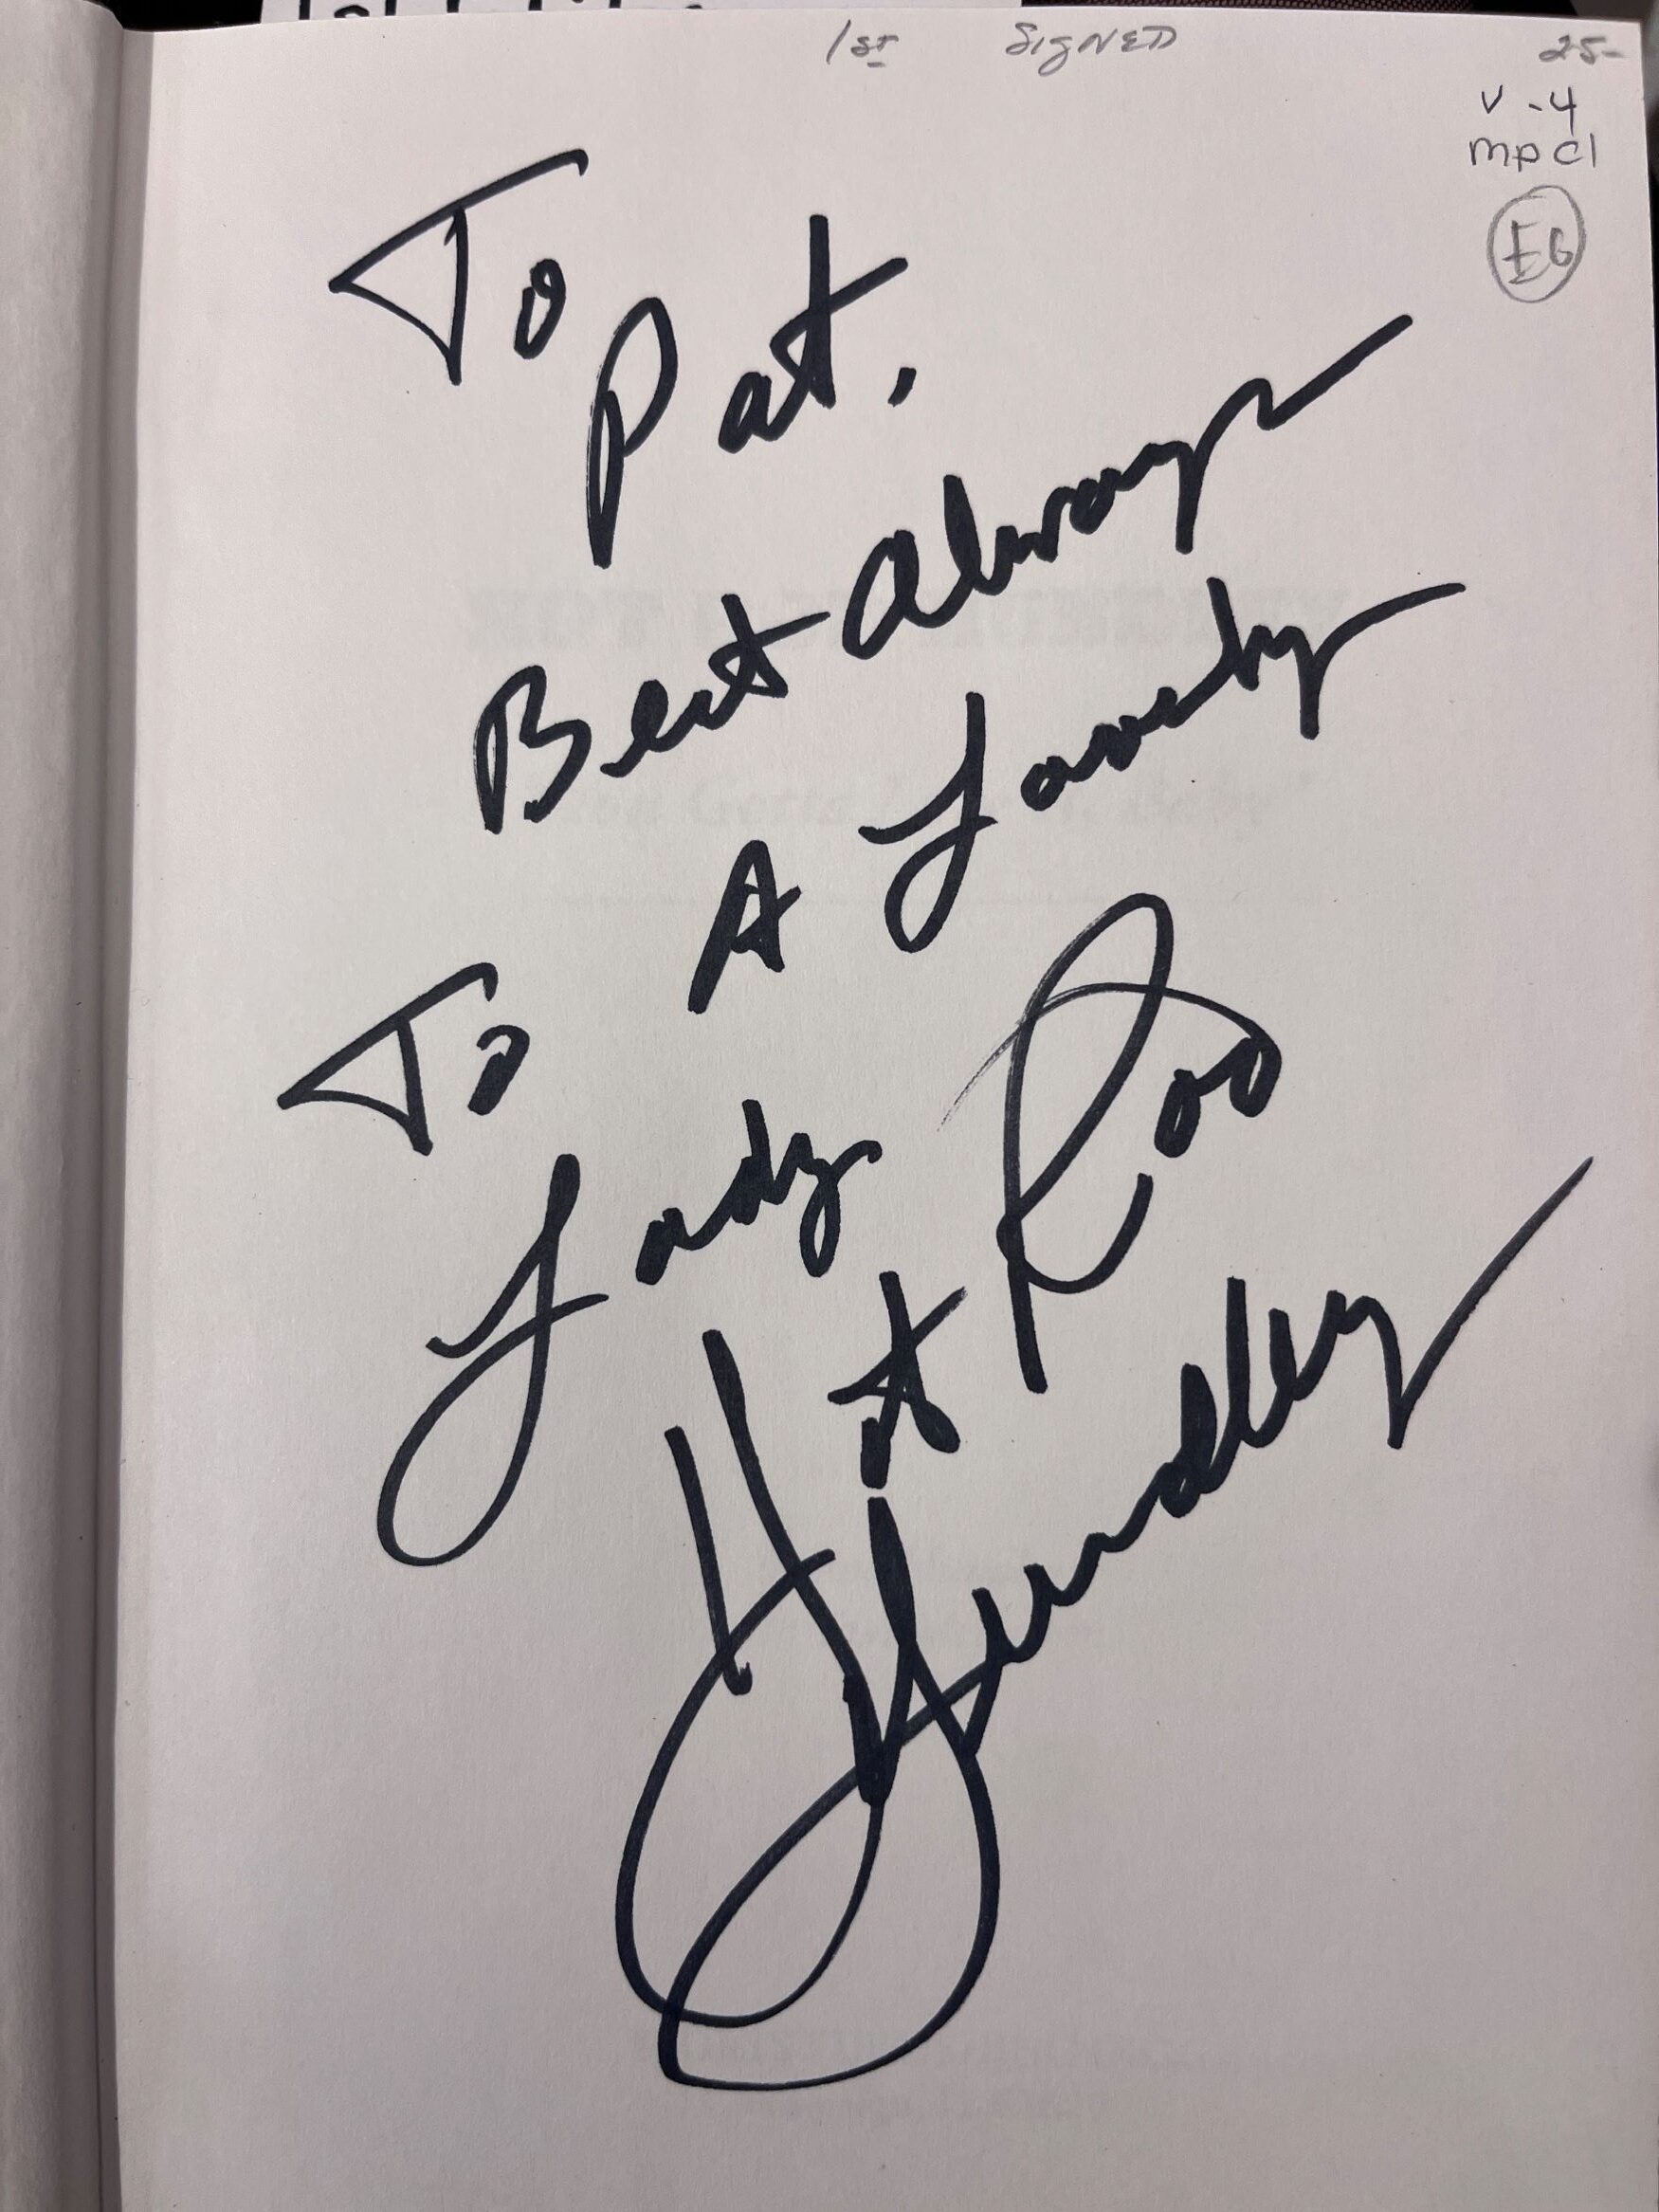 1st SIGNED 25-
V-4
mpcl
EG
To
Pat,
Best always
To A Lovely
Lady
Hot Rod
Hundley